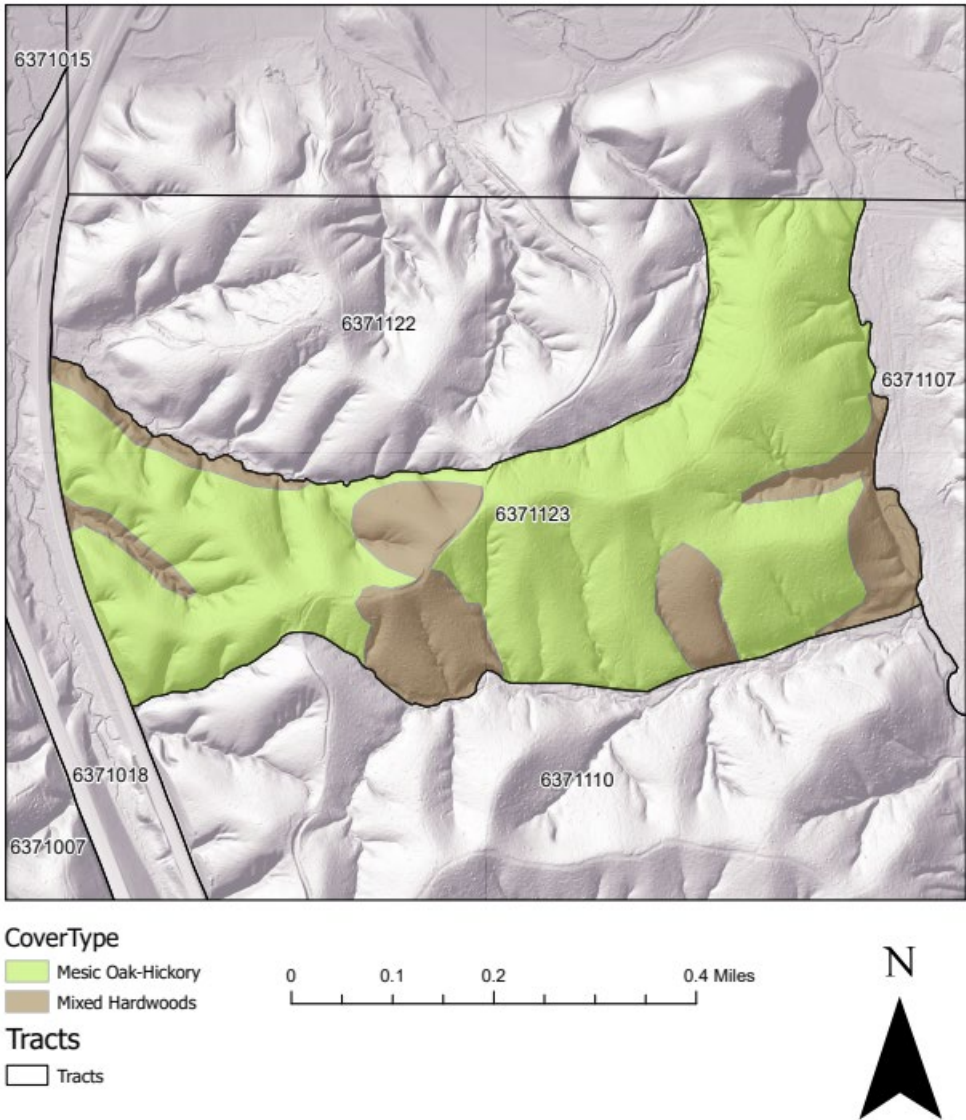 6371015
6371122
6371107
6371123
6371018
6371110
6371007
CoverType
Mesic Oak-Hickory
Mixed Hardwoods
Tracts
Tracts
0 0.1 0.2 0.4 Miles
N